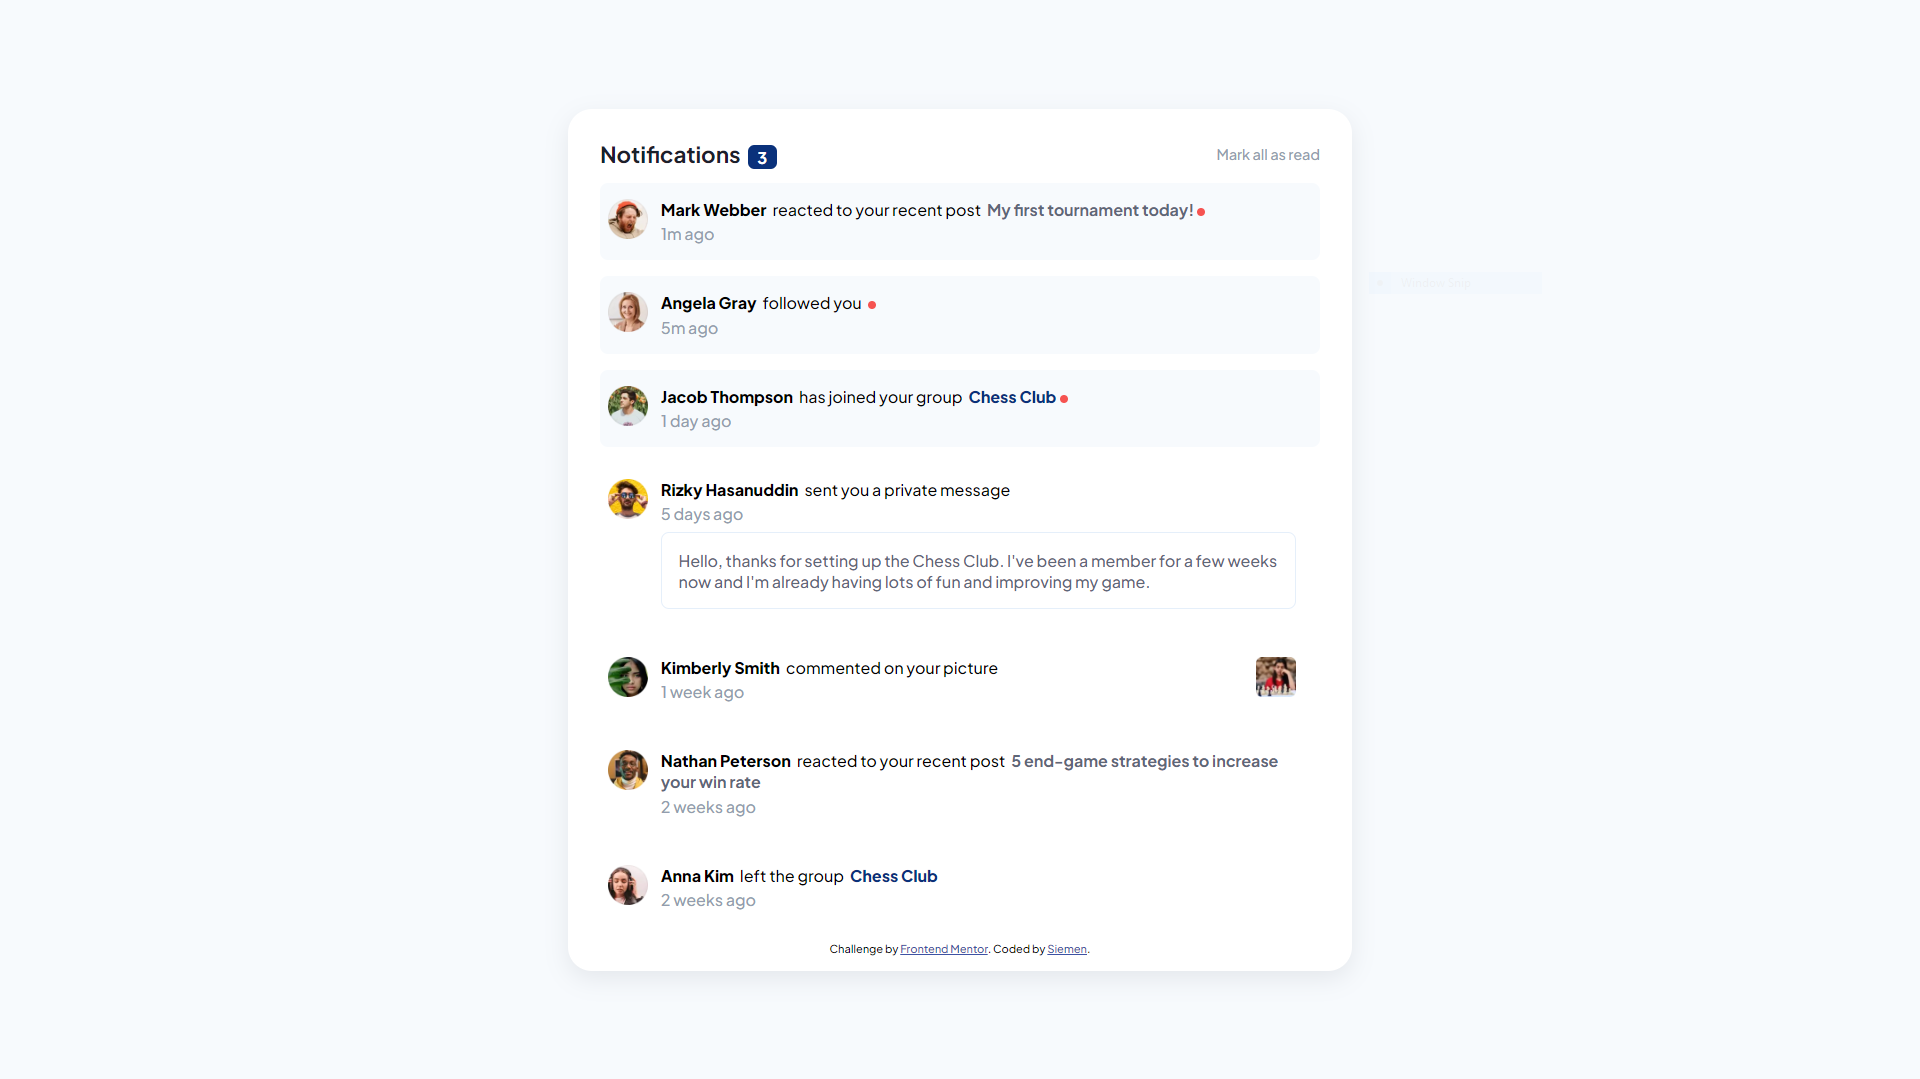 Notifications 3
Mark all as read
Mark Webber reacted to your recent post My first tournament today!
1m ago
Angela Gray followed you
5m ago
Jacob Thompson has joined your group Chess Club
1 day ago
Rizky Hasanuddin sent you a private message
5 days ago
Hello, thanks for setting up the Chess Club. I've been a member for a few weeks
now and I'm already having lots of fun and improving my game.
Kimberly Smith commented on your picture
1 week ago
Nathan Peterson reacted to your recent post 5 end-game strategies to increase
your win rate
2 weeks ago
Anna Kim left the group Chess Club
2 weeks ago
Challenge by Frontend Mentor. Coded by Siemen.
Window Snip